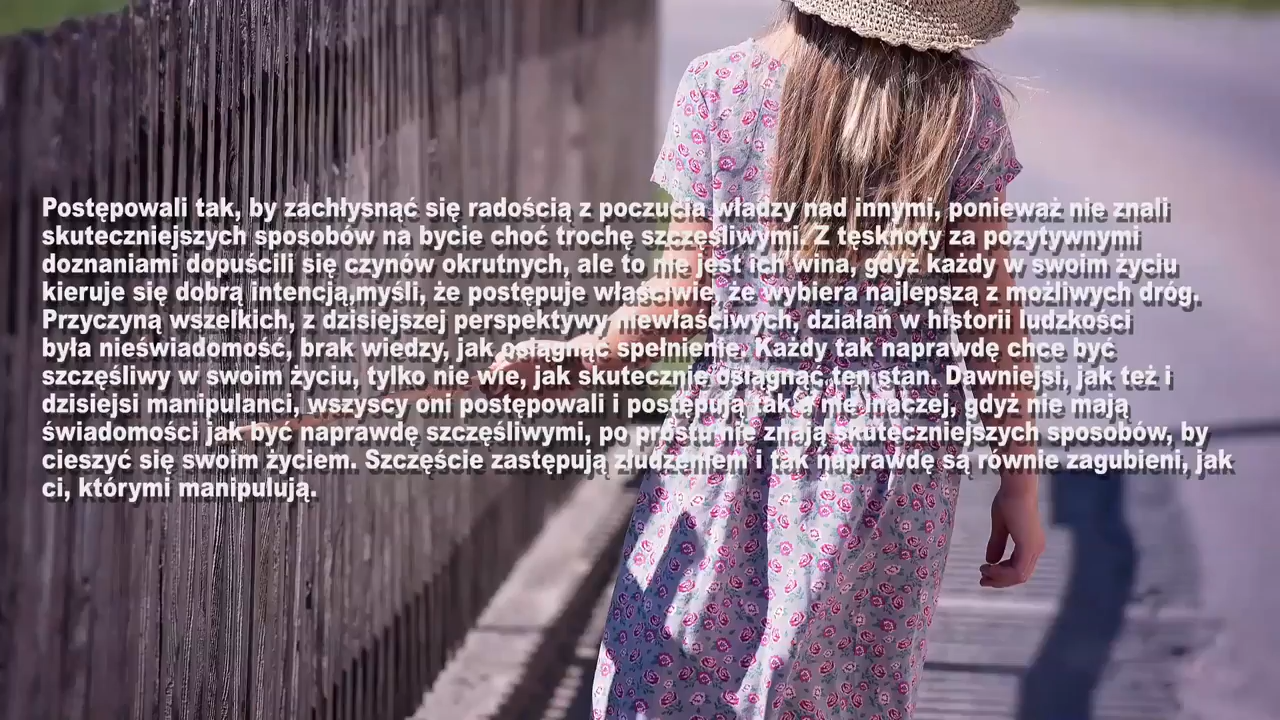 Postępowali tak, by zachłysnąć się radością z poczucia władzy nad innymi, ponieważ nie znali
skuteczniejszych sposobów na bycie choć trochę szczęśliwymi. Z tęsknoty za pozytywnymi
doznaniami dopuścili się czynów okrutnych, ale to nie jest ich wina, gdyż każdy w swoim życiu
kieruje się dobrą intencją,myśli, że postępuje właściwie, że wybiera najlepszą z możliwych dróg.
Przyczyną wszelkich, z dzisiejszej perspektywy niewłaściwych, działań w historii ludzkości
była nieświadomość, brak wiedzy, jak osiągnąć spełnienie. Każdy tak naprawdę chce być
szczęśliwy w swoim życiu, tylko nie wie, jak skutecznie osiągnąć ten stan. Dawniejsi, jak też i
dzisiejsi manipulanci, wszyscy oni postępowali i postępują tak a nie inaczej, gdyż nie mają
świadomości jak być naprawdę szczęśliwymi, po prostu nie znają skuteczniejszych sposobów, by
cieszyć się swoim życiem. Szczęście zastępują złudzeniem i tak naprawdę są równie zagubieni, jak
ci, którymi manipulują.